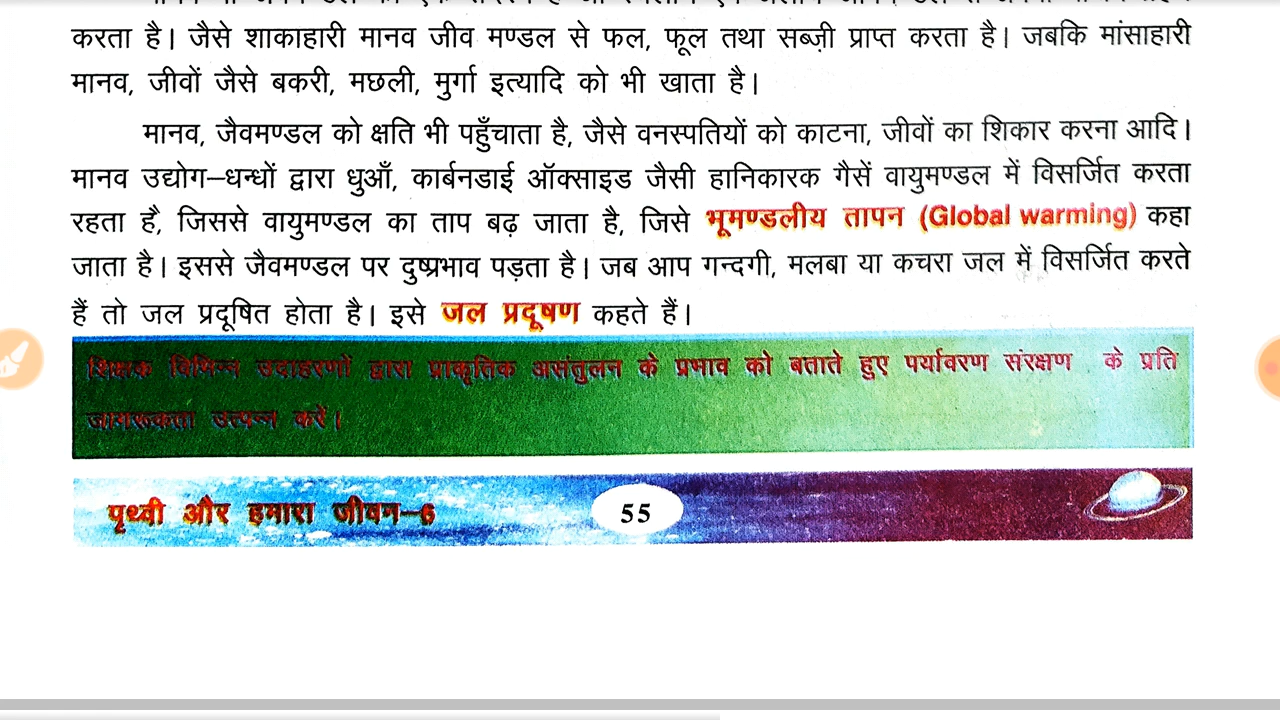 करता है। जैसे शाकाहारी मानव जीव मण्डल से फल, फूल तथा सब्ज़ी प्राप्त करता है। जबकि मांसाहारी
मानव, जीवों जैसे बकरी, मछली, मुर्गा इत्यादि को भी खाता है।
मानव, जैवमण्डल को क्षति भी पहुँचाता है, जैसे वनस्पतियों को काटना, जीवों का शिकार करना आदि।
मानव उद्योग–धन्धों द्वारा धुआँ, कार्बनडाई ऑक्साइड जैसी हानिकारक गैसें वायुमण्डल में विसर्जित करता
रहता है, जिससे वायुमण्डल का ताप बढ़ जाता है, जिसे भूमण्डलीय तापन (Global warming) कहा
जाता है। इससे जैवमण्डल पर दुष्प्रभाव पड़ता है। जब आप गन्दगी, मलबा या कचरा जल में विसर्जित करते
हैं तो जल प्रदूषित होता है। इसे जल प्रदूषण कहते हैं।
शिक्षक विभिन्न उदाहरणों द्वारा प्राकृतिक असंतुलन के प्रभाव को बताते हुए पर्यावरण संरक्षण के प्रति
जागरूकता उत्पन्न करें।
पृथ्वी और हमारा जीवन–6
55